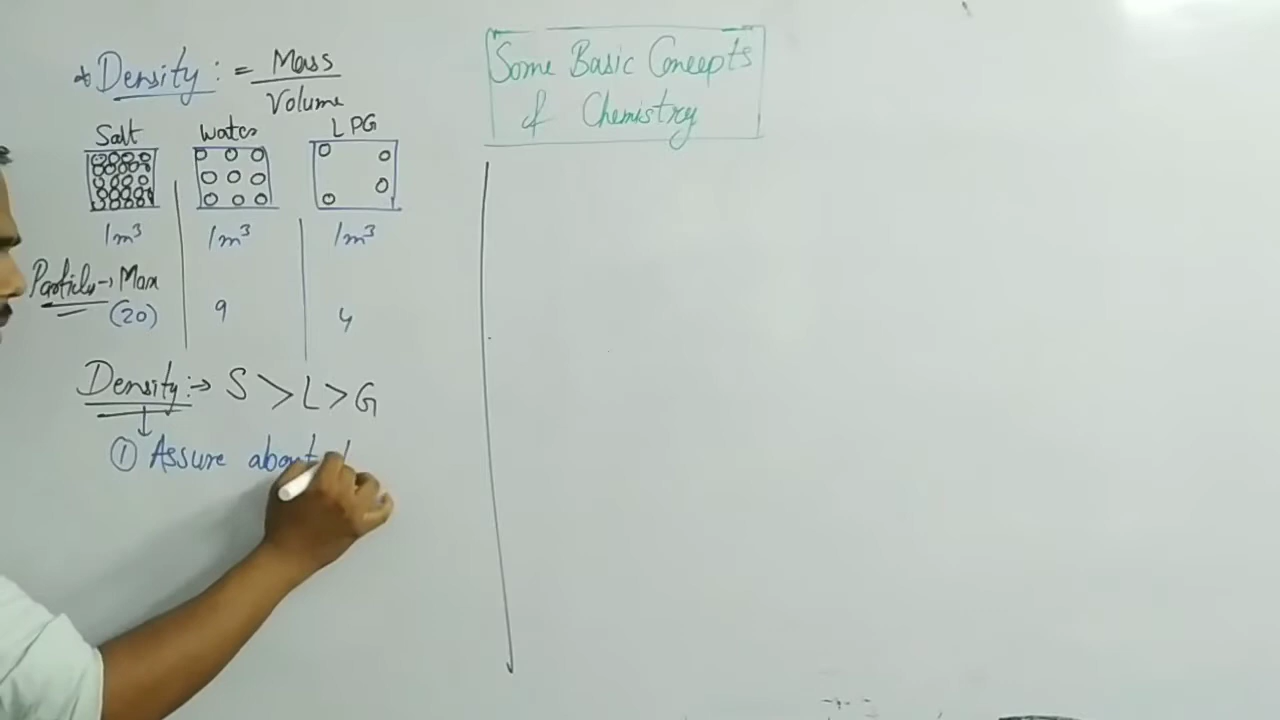 Some Basic Concepts
of Chemistry
* Density : = Mass
Volume
Salt Water LPG
1m³ 1m³ 1m³
Particles → Max
(20) 9 4
Density :→ S > L > G
① Assure about